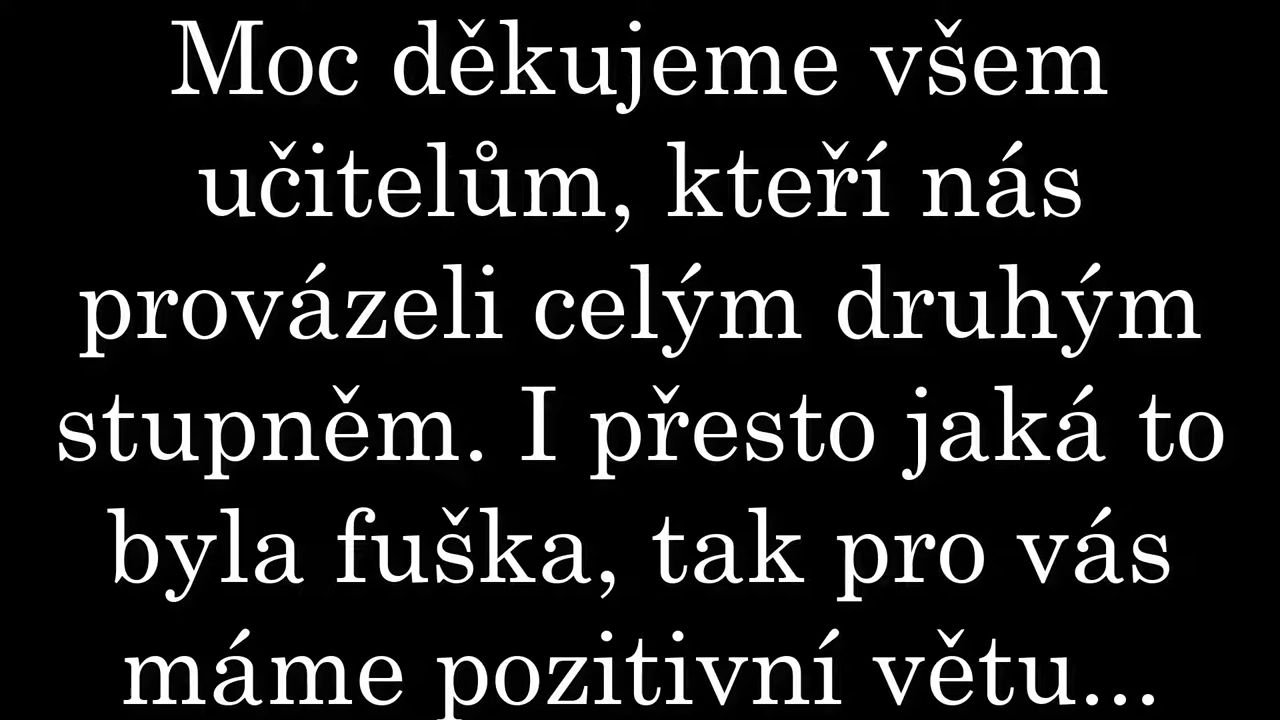 Moc děkujeme všem
učitelům, kteří nás
provázeli celým druhým
stupněm. I přesto jaká to
byla fuška, tak pro vás
máme pozitivní větu...